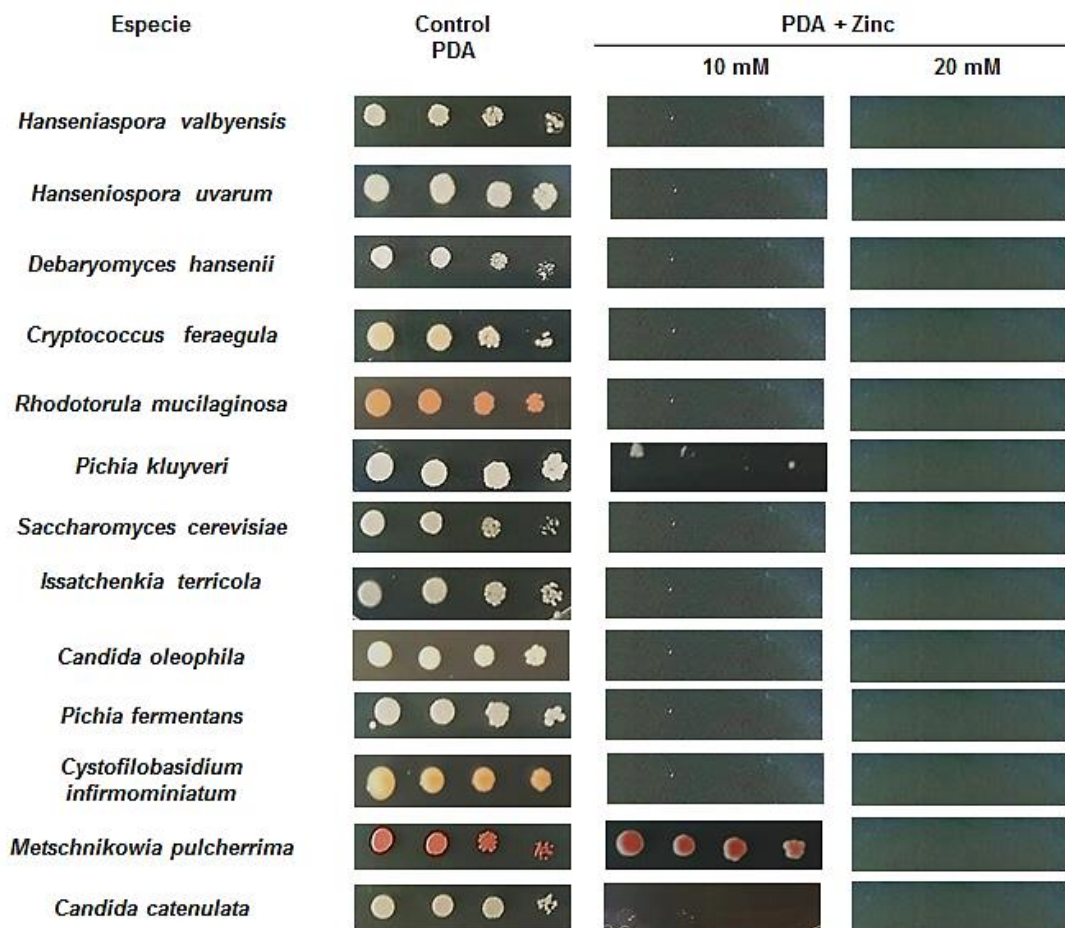 Especie
Control
PDA
PDA + Zinc
10 mM
20 mM
Hanseniaspora valbyensis
Hanseniospora uvarum
Debaryomyces hansenii
Cryptococcus feraegula
Rhodotorula mucilaginosa
Pichia kluyveri
Saccharomyces cerevisiae
Issatchenkia terricola
Candida oleophila
Pichia fermentans
Cystofilobasidium
infirmominiatum
Metschnikowia pulcherrima
Candida catenulata